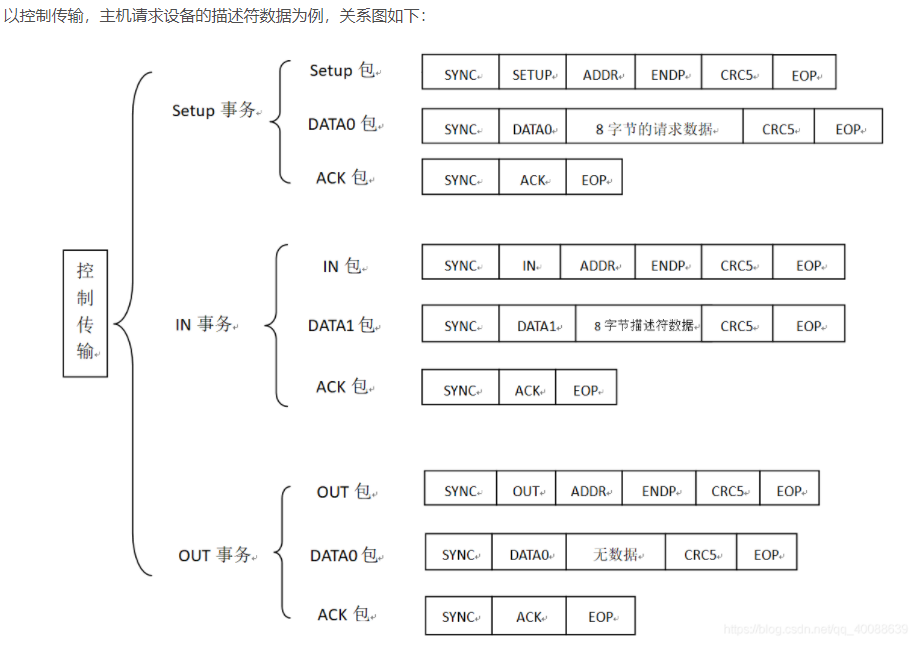 以控制传输，主机请求设备的描述符数据为例，关系图如下：
Setup 包 SYNC SETUP ADDR ENDP CRC5 EOP
Setup 事务
DATA0 包 SYNC DATA0 8 字节的请求数据 CRC5 EOP
ACK 包 SYNC ACK EOP
控制传输
IN 包 SYNC IN ADDR ENDP CRC5 EOP
IN 事务
DATA1 包 SYNC DATA1 8 字节描述符数据 CRC5 EOP
ACK 包 SYNC ACK EOP
OUT 包 SYNC OUT ADDR ENDP CRC5 EOP
OUT 事务
DATA0 包 SYNC DATA0 无数据 CRC5 EOP
ACK 包 SYNC ACK EOP
https://blog.csdn.net/qq_40088639